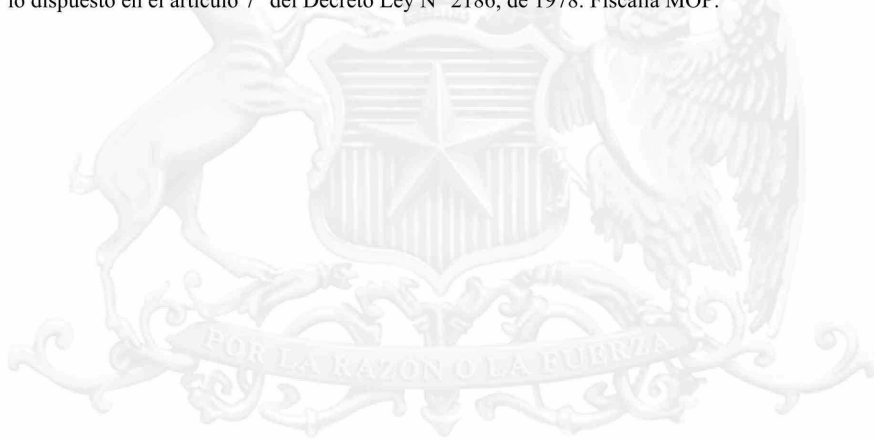 lo dispuesto en el artículo 7° del Decreto Ley N° 2186, de 1978. Fiscalía MOP.
POR LA RAZON O LA FUERZA